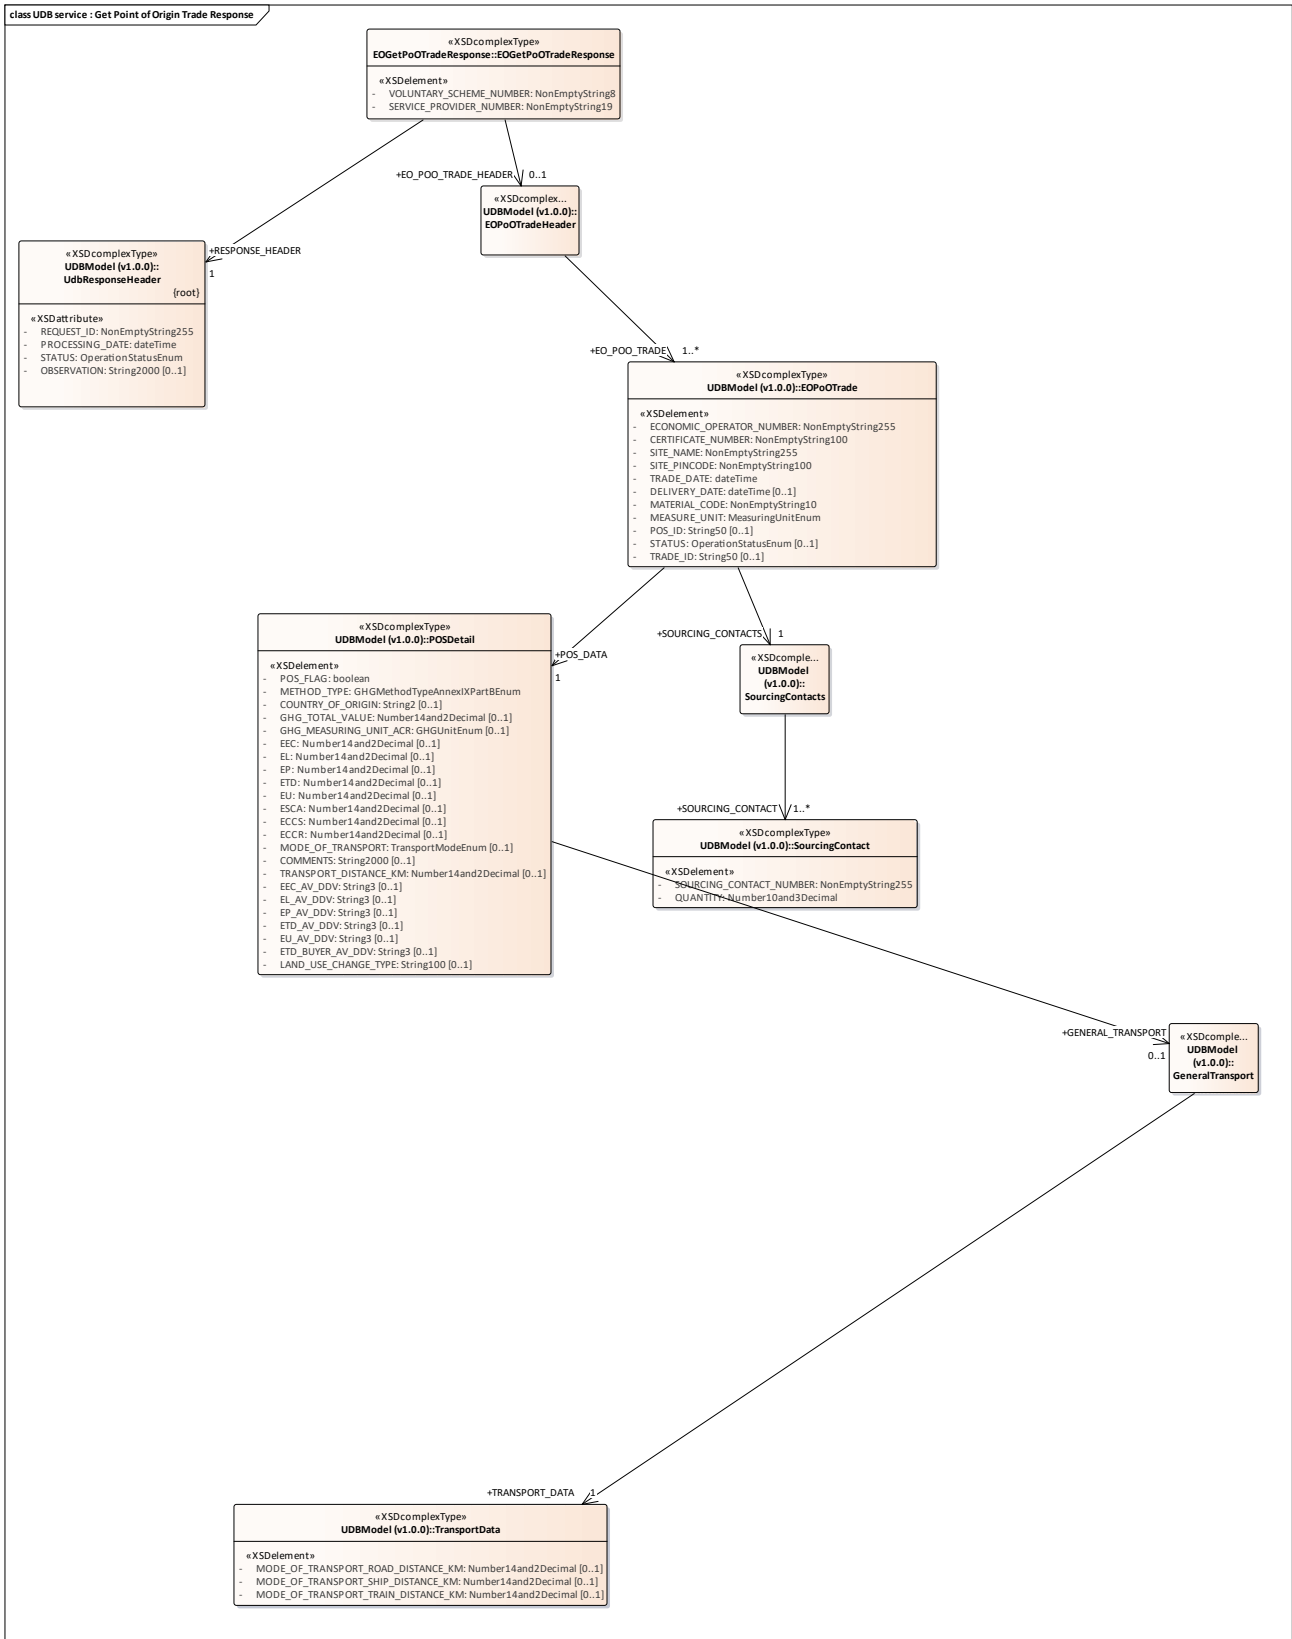 class UDB service : Get Point of Origin Trade Response
«XSDcomplexType»
EOGetPoOTradeResponse::EOGetPoOTradeResponse
«XSDelement»
- VOLUNTARY_SCHEME_NUMBER: NonEmptyString8
- SERVICE_PROVIDER_NUMBER: NonEmptyString19
+EO_POO_TRADE_HEADER 0..1
«XSDcomplex...
UDBModel (v1.0.0)::
EOPoOTradeHeader
+RESPONSE_HEADER
1
«XSDcomplexType»
UDBModel (v1.0.0)::
UdbResponseHeader
{root}
«XSDattribute»
- REQUEST_ID: NonEmptyString255
- PROCESSING_DATE: dateTime
- STATUS: OperationStatusEnum
- OBSERVATION: String2000 [0..1]
+EO_POO_TRADE 1..*
«XSDcomplexType»
UDBModel (v1.0.0)::EOPoOTrade
«XSDelement»
- ECONOMIC_OPERATOR_NUMBER: NonEmptyString255
- CERTIFICATE_NUMBER: NonEmptyString100
- SITE_NAME: NonEmptyString255
- SITE_PINCODE: NonEmptyString100
- TRADE_DATE: dateTime
- DELIVERY_DATE: dateTime [0..1]
- MATERIAL_CODE: NonEmptyString10
- MEASURE_UNIT: MeasuringUnitEnum
- POS_ID: String50 [0..1]
- STATUS: OperationStatusEnum [0..1]
- TRADE_ID: String50 [0..1]
+POS_DATA
1
«XSDcomplexType»
UDBModel (v1.0.0)::POSDetail
«XSDelement»
- POS_FLAG: boolean
- METHOD_TYPE: GHGMethodTypeAnnexIXPartBEnum
- COUNTRY_OF_ORIGIN: String2 [0..1]
- GHG_TOTAL_VALUE: Number14and2Decimal [0..1]
- GHG_MEASURING_UNIT_ACR: GHGUnitEnum [0..1]
- EEC: Number14and2Decimal [0..1]
- EL: Number14and2Decimal [0..1]
- EP: Number14and2Decimal [0..1]
- ETD: Number14and2Decimal [0..1]
- EU: Number14and2Decimal [0..1]
- ESCA: Number14and2Decimal [0..1]
- ECCS: Number14and2Decimal [0..1]
- ECCR: Number14and2Decimal [0..1]
- MODE_OF_TRANSPORT: TransportModeEnum [0..1]
- COMMENTS: String2000 [0..1]
- TRANSPORT_DISTANCE_KM: Number14and2Decimal [0..1]
- EEC_AV_DDV: String3 [0..1]
- EL_AV_DDV: String3 [0..1]
- EP_AV_DDV: String3 [0..1]
- ETD_AV_DDV: String3 [0..1]
- EU_AV_DDV: String3 [0..1]
- ETD_BUYER_AV_DDV: String3 [0..1]
- LAND_USE_CHANGE_TYPE: String100 [0..1]
+SOURCING_CONTACTS 1
«XSDcomple...
UDBModel
(v1.0.0)::
SourcingContacts
+SOURCING_CONTACT 1..*
«XSDcomplexType»
UDBModel (v1.0.0)::SourcingContact
«XSDelement»
- SOURCING_CONTACT_NUMBER: NonEmptyString255
- QUANTITY: Number10and3Decimal
+GENERAL_TRANSPORT
0..1
«XSDcomple...
UDBModel
(v1.0.0)::
GeneralTransport
+TRANSPORT_DATA 1
«XSDcomplexType»
UDBModel (v1.0.0)::TransportData
«XSDelement»
- MODE_OF_TRANSPORT_ROAD_DISTANCE_KM: Number14and2Decimal [0..1]
- MODE_OF_TRANSPORT_SHIP_DISTANCE_KM: Number14and2Decimal [0..1]
- MODE_OF_TRANSPORT_TRAIN_DISTANCE_KM: Number14and2Decimal [0..1]